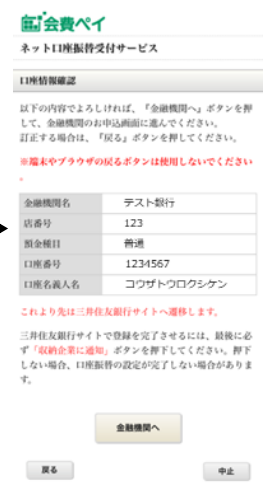 会費ペイ
ネット口座振替受付サービス
口座情報確認
以下の内容でよろしければ、『金融機関へ』ボタンを押
して、金融機関のお申込画面に進んでください。
訂正する場合は、『戻る』ボタンを押してください。
※端末やブラウザの戻るボタンは使用しないでください
。
金融機関名 テスト銀行
店番号 123
預金種目 普通
口座番号 1234567
口座名義人名 コウザトウロクシケン
これより先は三井住友銀行サイトへ遷移します。
三井住友銀行サイトで登録を完了させるには、最後に必
ず「収納企業に通知」ボタンを押下してください。押下
しない場合、口座振替の設定が完了しない場合がありま
す。
金融機関へ
戻る 中止